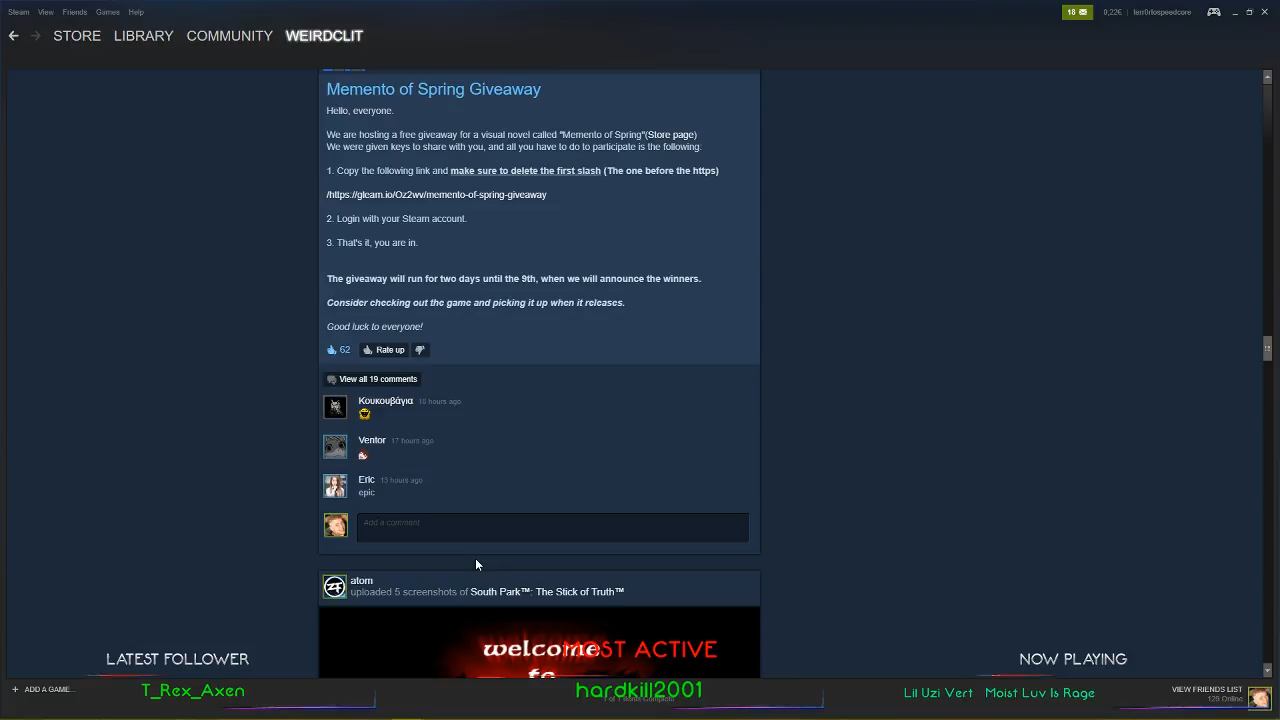 Steam View Friends Games Help
18 0,22€ terr0rlospeedcore
STORE LIBRARY COMMUNITY WEIRDCLIT
Memento of Spring Giveaway
Hello, everyone.
We are hosting a free giveaway for a visual novel called "Memento of Spring"(Store page)
We were given keys to share with you, and all you have to do to participate is the following:
1. Copy the following link and make sure to delete the first slash (The one before the https)
/https://gleam.io/Oz2wv/memento-of-spring-giveaway
2. Login with your Steam account.
3. That's it, you are in.
The giveaway will run for two days until the 9th, when we will announce the winners.
Consider checking out the game and picking it up when it releases.
Good luck to everyone!
62 Rate up
View all 19 comments
Κουκουβάγια 18 hours ago
Ventor 17 hours ago
Eric 13 hours ago
epic
Add a comment
atom
uploaded 5 screenshots of South Park™: The Stick of Truth™
welcome
to
MOST ACTIVE
hardkill2001
LATEST FOLLOWER
T_Rex_Axen
NOW PLAYING
Lil Uzi Vert Moist Luv Is Rage
+ ADD A GAME...
VIEW FRIENDS LIST
129 Online